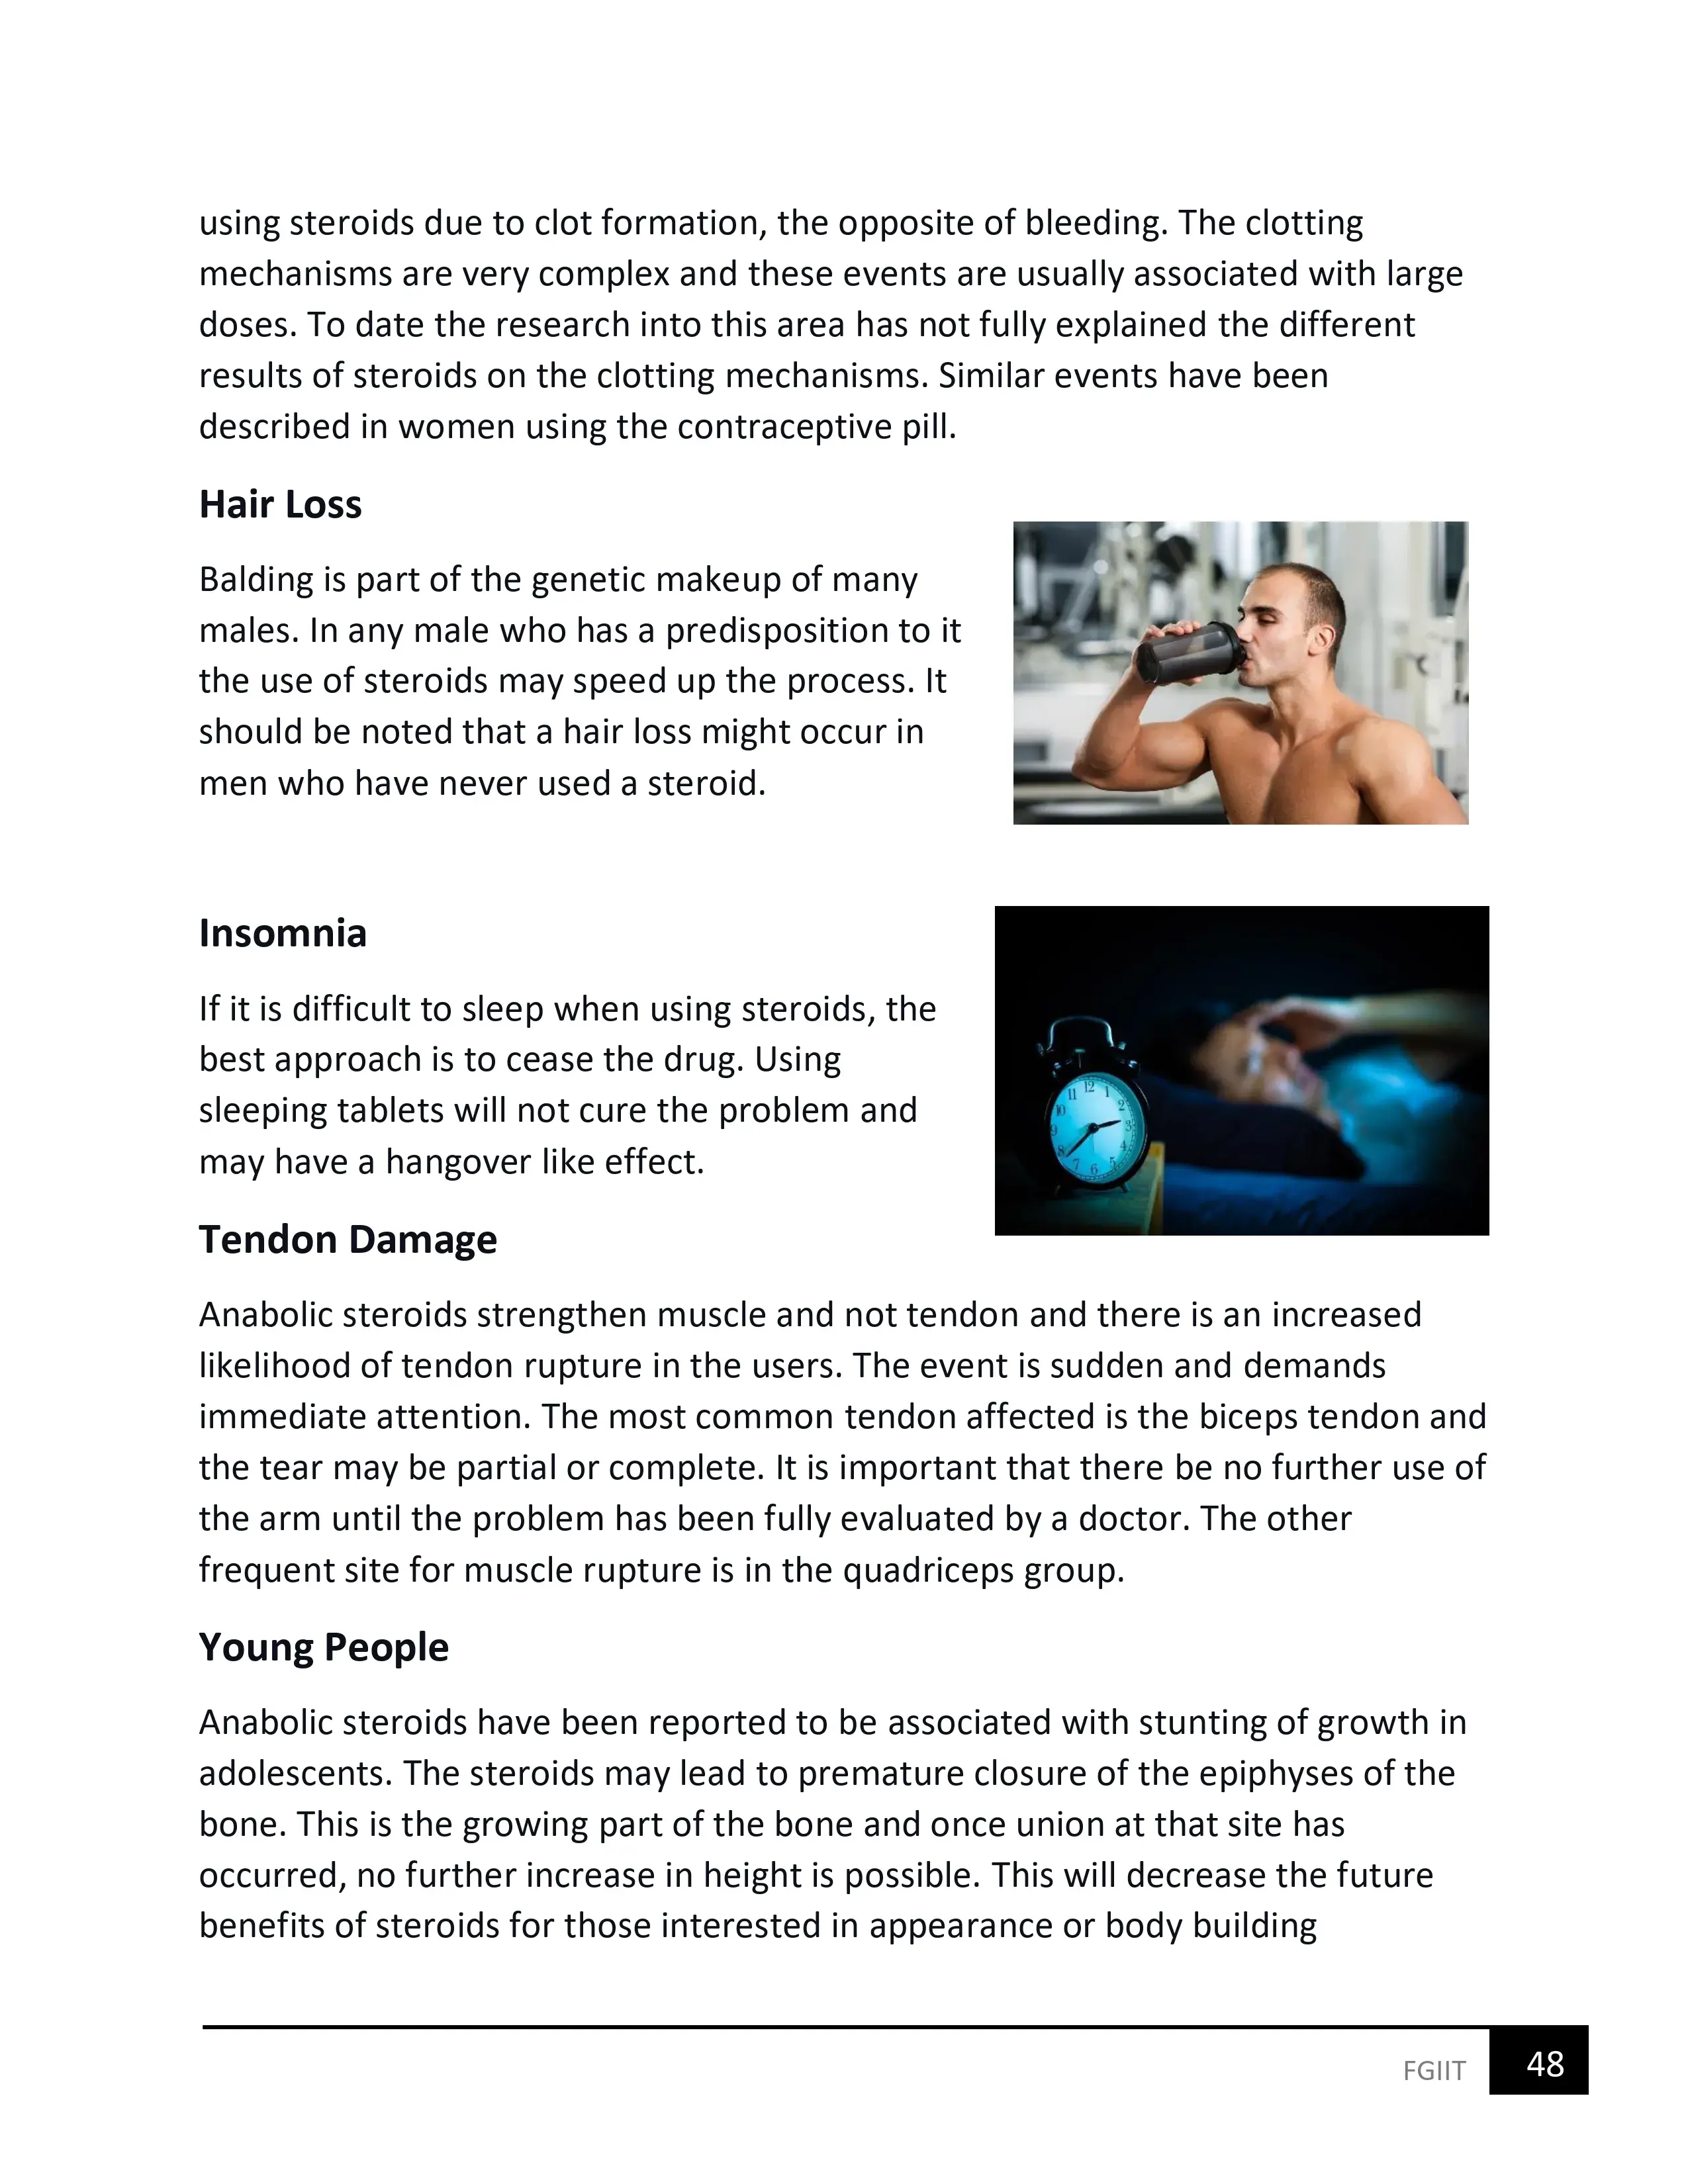 using steroids due to clot formation, the opposite of bleeding. The clotting
mechanisms are very complex and these events are usually associated with large
doses. To date the research into this area has not fully explained the different
results of steroids on the clotting mechanisms. Similar events have been
described in women using the contraceptive pill.
Hair Loss
Balding is part of the genetic makeup of many
males. In any male who has a predisposition to it
the use of steroids may speed up the process. It
should be noted that a hair loss might occur in
men who have never used a steroid.
Insomnia
If it is difficult to sleep when using steroids, the
best approach is to cease the drug. Using
sleeping tablets will not cure the problem and
may have a hangover like effect.
Tendon Damage
Anabolic steroids strengthen muscle and not tendon and there is an increased
likelihood of tendon rupture in the users. The event is sudden and demands
immediate attention. The most common tendon affected is the biceps tendon and
the tear may be partial or complete. It is important that there be no further use of
the arm until the problem has been fully evaluated by a doctor. The other
frequent site for muscle rupture is in the quadriceps group.
Young People
Anabolic steroids have been reported to be associated with stunting of growth in
adolescents. The steroids may lead to premature closure of the epiphyses of the
bone. This is the growing part of the bone and once union at that site has
occurred, no further increase in height is possible. This will decrease the future
benefits of steroids for those interested in appearance or body building
FGIIT 48